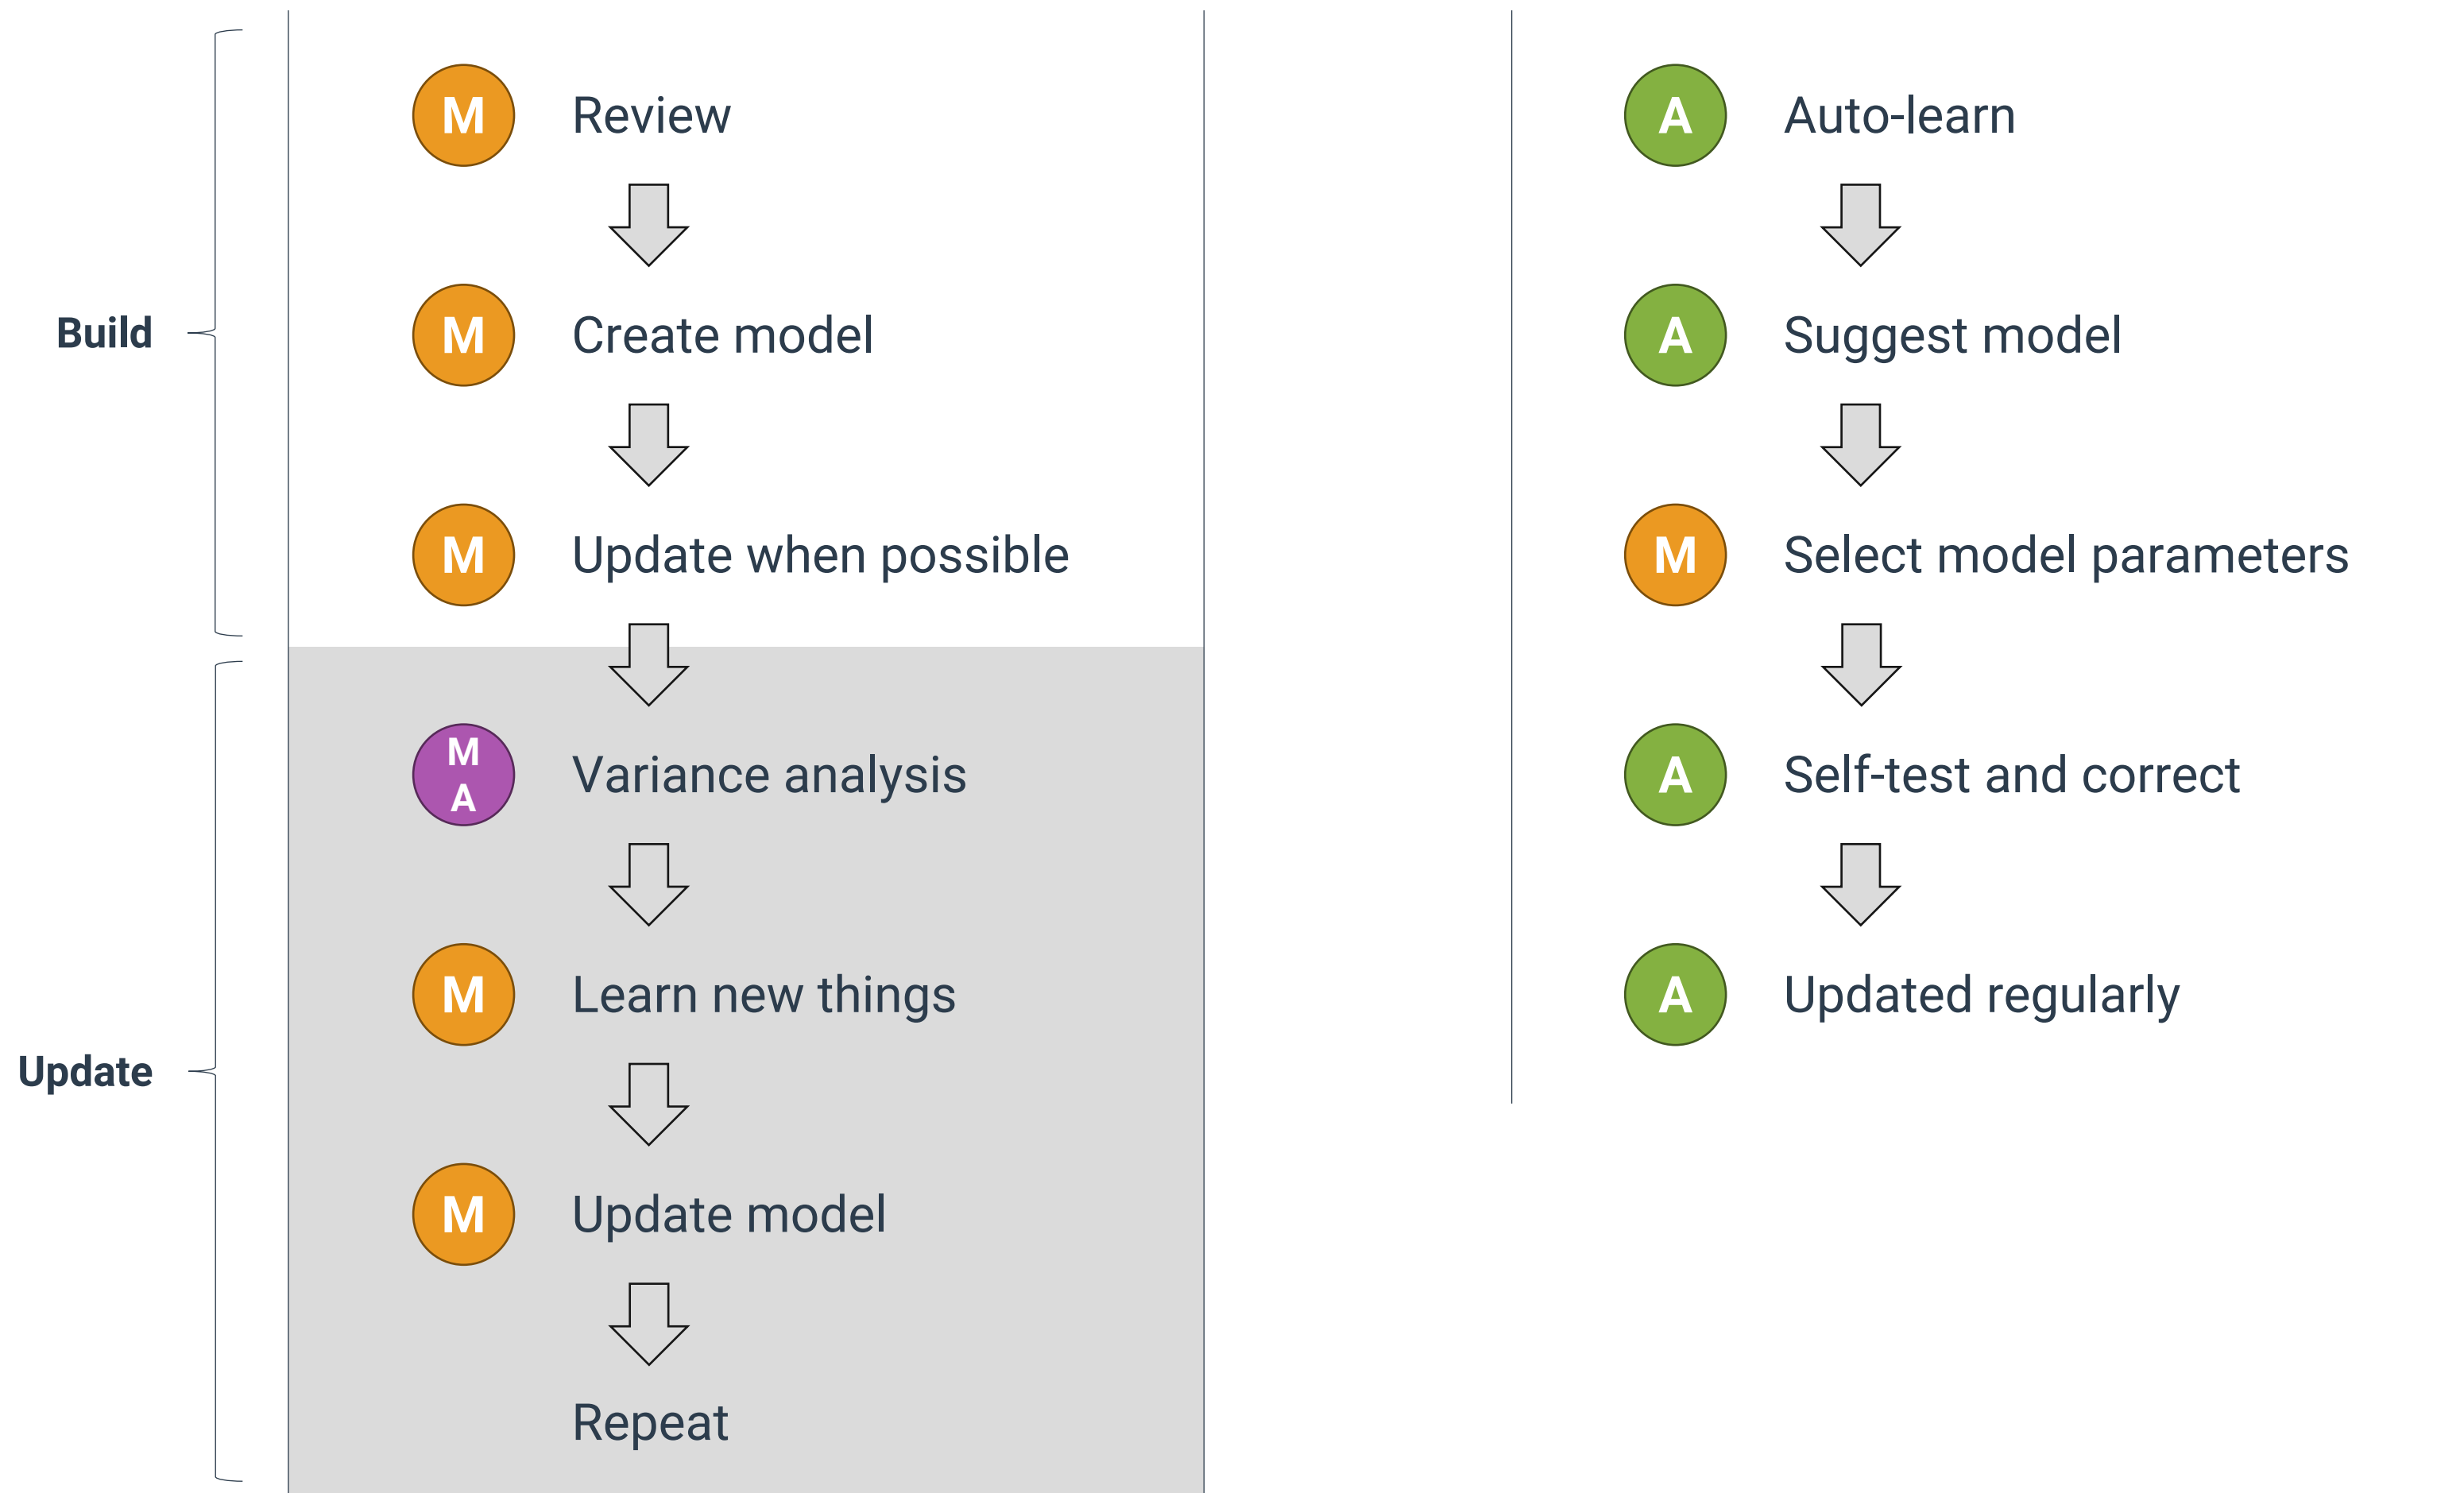 Build
M
Review
M
Create model
M
Update when possible
Update
M
A
Variance analysis
M
Learn new things
M
Update model
Repeat
A
Auto-learn
A
Suggest model
M
Select model parameters
A
Self-test and correct
A
Updated regularly